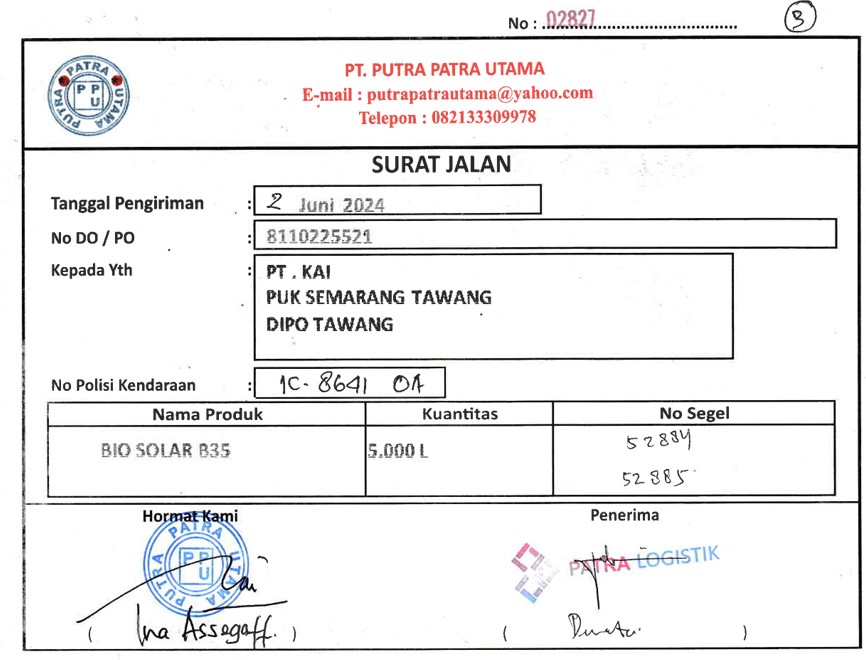 No : 02827
B
PUTRA PATRA UTAMA
PPU
PT. PUTRA PATRA UTAMA
E-mail : putrapatrautama@yahoo.com
Telepon : 082133309978
SURAT JALAN
Tanggal Pengiriman : 2 Juni 2024
No DO / PO : 8110225521
Kepada Yth : PT . KAI
PUK SEMARANG TAWANG
DIPO TAWANG
No Polisi Kendaraan : 8641 OA
Nama Produk Kuantitas No Segel
BIO SOLAR B35 5.000 L 52884
52885
Hormat Kami Penerima
PUTRA PATRA UTAMA
PPU
PATRA LOGISTIK
( Ina Assegaff. ) ( )